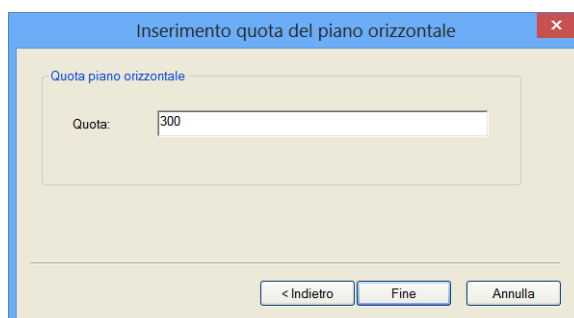 Inserimento quota del piano orizzontale
Quota piano orizzontale
Quota:
300
< Indietro
Fine
Annulla